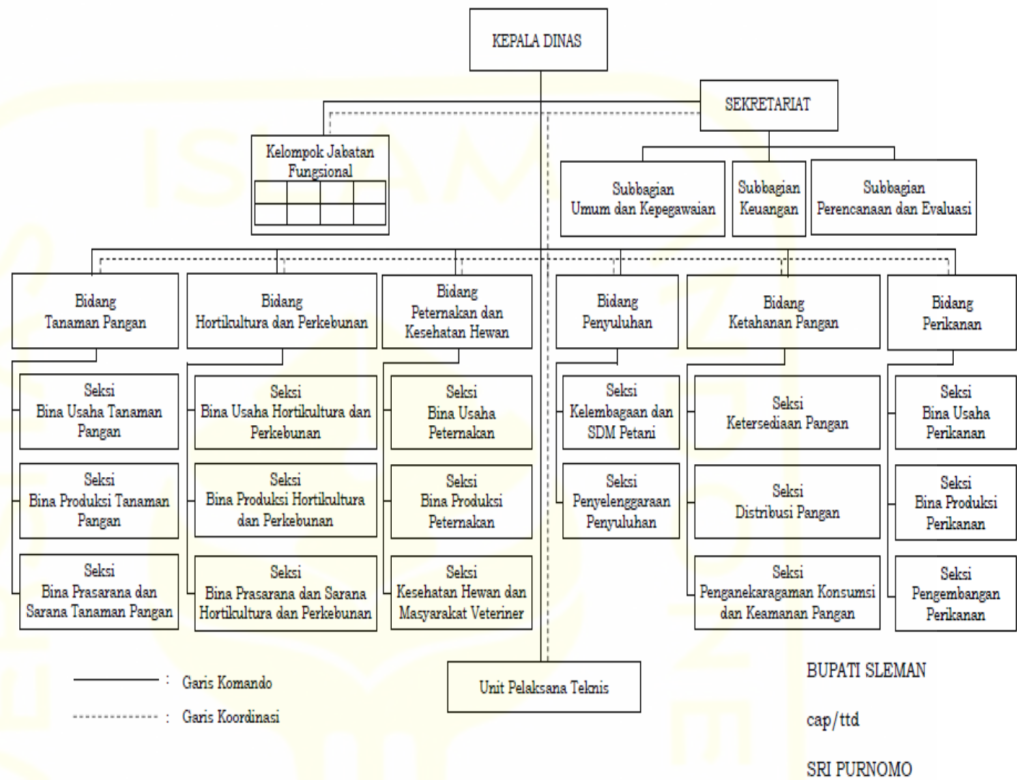 KEPALA DINAS
SEKRETARIAT
Kelompok Jabatan
Fungsional
Subbagian
Umum dan Kepegawaian
Subbagian
Keuangan
Subbagian
Perencanaan dan Evaluasi
Bidang
Tanaman Pangan
Bidang
Hortikultura dan Perkebunan
Bidang
Peternakan dan
Kesehatan Hewan
Bidang
Penyuluhan
Bidang
Ketahanan Pangan
Bidang
Perikanan
Seksi
Bina Usaha Tanaman
Pangan
Seksi
Bina Usaha Hortikultura dan
Perkebunan
Seksi
Bina Usaha
Peternakan
Seksi
Kelembagaan dan
SDM Petani
Seksi
Ketersediaan Pangan
Seksi
Bina Usaha
Perikanan
Seksi
Bina Produksi Tanaman
Pangan
Seksi
Bina Produksi Hortikultura
dan Perkebunan
Seksi
Bina Produksi
Peternakan
Seksi
Penyelenggaraan
Penyuluhan
Seksi
Distribusi Pangan
Seksi
Bina Produksi
Perikanan
Seksi
Bina Prasarana dan
Sarana Tanaman Pangan
Seksi
Bina Prasarana dan Sarana
Hortikultura dan Perkebunan
Seksi
Kesehatan Hewan dan
Masyarakat Veteriner
Seksi
Penganekaragaman Konsumsi
dan Keamanan Pangan
Seksi
Pengembangan
Perikanan
: Garis Komando
: Garis Koordinasi
Unit Pelaksana Teknis
BUPATI SLEMAN
cap/ttd
SRI PURNOMO
ISLAM